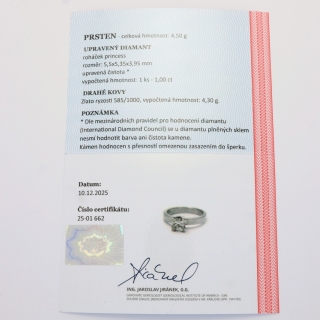 PRSTEN - celková hmotnost: 4,50 g
UPRAVENÝ DIAMANT
roháček princess
rozměr: 5,5x5,35x3,95 mm
upravená čistota *
vypočtená hmotnost: 1 ks - 1,00 ct
DRAHÉ KOVY
Zlato ryzosti 585/1000, vypočtená hmotnost: 4,30 g.
POZNÁMKA
* Dle mezinárodních pravidel pro hodnocení diamantu
(International Diamond Council) se u diamantu plněných sklem
nesmí hodnotit barva ani čistota kamene.
Kámen hodnocen s přesností omezenou zasazením do šperku.
Datum:
10.12.2025
Číslo certifikátu:
25-01 662
ING. JAROSLAV JIRÁNEK, G.G.